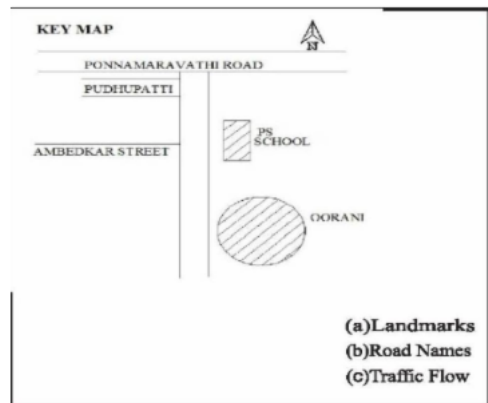 KEY MAP
N
PONNAMARAVATHI ROAD
PUDHUPATTI
PS
SCHOOL
AMBEDKAR STREET
OORANI
(a)Landmarks
(b)Road Names
(c)Traffic Flow